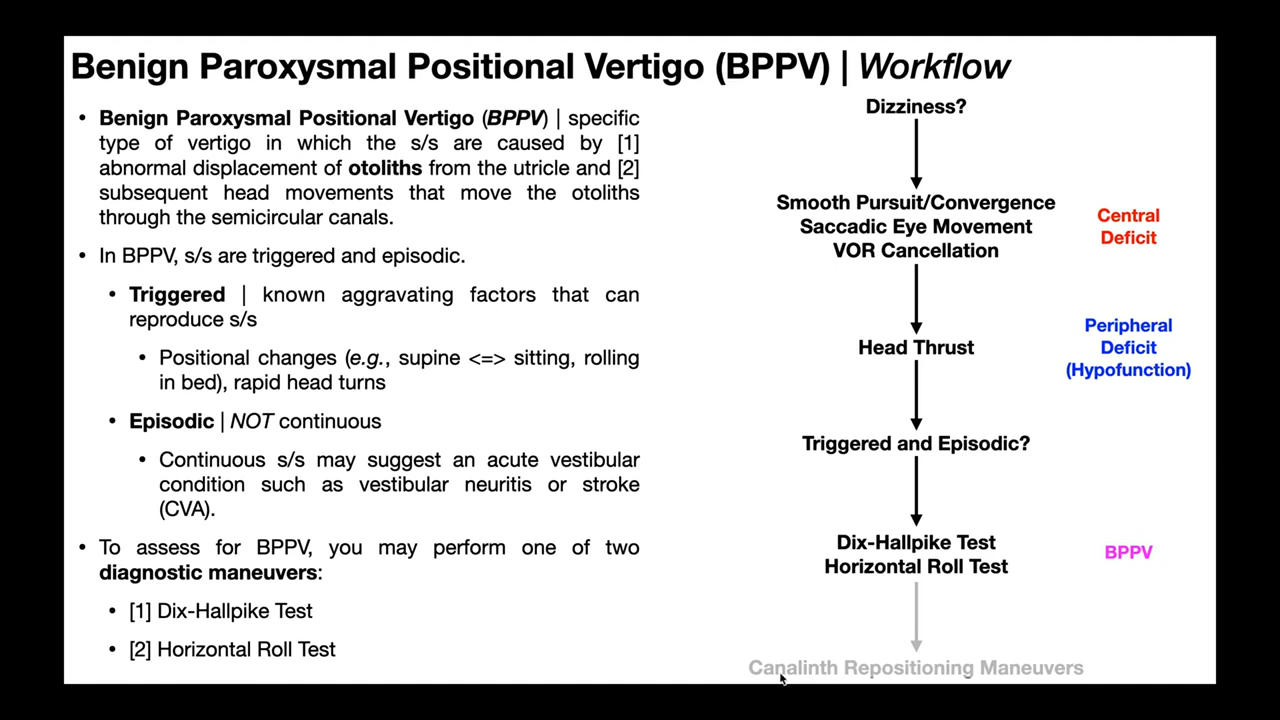 Benign Paroxysmal Positional Vertigo (BPPV) | Workflow
• Benign Paroxysmal Positional Vertigo (BPPV) | specific
type of vertigo in which the s/s are caused by [1]
abnormal displacement of otoliths from the utricle and [2]
subsequent head movements that move the otoliths
through the semicircular canals.
• In BPPV, s/s are triggered and episodic.
• Triggered | known aggravating factors that can
reproduce s/s
• Positional changes (e.g., supine <=> sitting, rolling
in bed), rapid head turns
• Episodic | NOT continuous
• Continuous s/s may suggest an acute vestibular
condition such as vestibular neuritis or stroke
(CVA).
• To assess for BPPV, you may perform one of two
diagnostic maneuvers:
• [1] Dix-Hallpike Test
• [2] Horizontal Roll Test
Dizziness?
Smooth Pursuit/Convergence
Saccadic Eye Movement
VOR Cancellation
Central
Deficit
Head Thrust
Peripheral
Deficit
(Hypofunction)
Triggered and Episodic?
Dix-Hallpike Test
Horizontal Roll Test
BPPV
Canalinth Repositioning Maneuvers